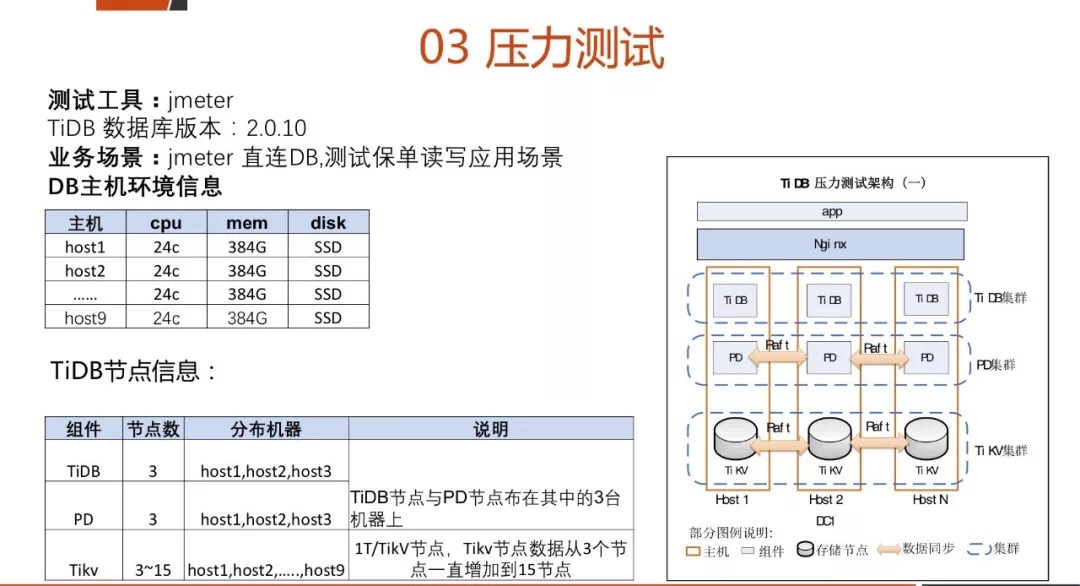 03 压力测试
测试工具：jmeter
TiDB 数据库版本：2.0.10
业务场景：jmeter 直连DB,测试保单读写应用场景
DB主机环境信息
主机 cpu mem disk
host1 24c 384G SSD
host2 24c 384G SSD
...... 24c 384G SSD
host9 24c 384G SSD
TiDB节点信息：
组件 节点数 分布机器 说明
TiDB 3 host1,host2,host3
PD 3 host1,host2,host3
TiDB节点与PD节点布在其中的3台
机器上
Tikv 3~15 host1,host2,.....,host9
1T/TikV节点，Tikv节点数据从3个节
点一直增加到15节点
TiDB 压力测试架构（一）
app
Nginx
TiDB TiDB TiDB TiDB集群
Raft Raft
PD PD PD PD集群
Raft Raft
TiKV TiKV TiKV TiKV集群
Host 1 Host 2 Host N
DC1
部分图例说明:
主机 组件 存储节点 数据同步 集群